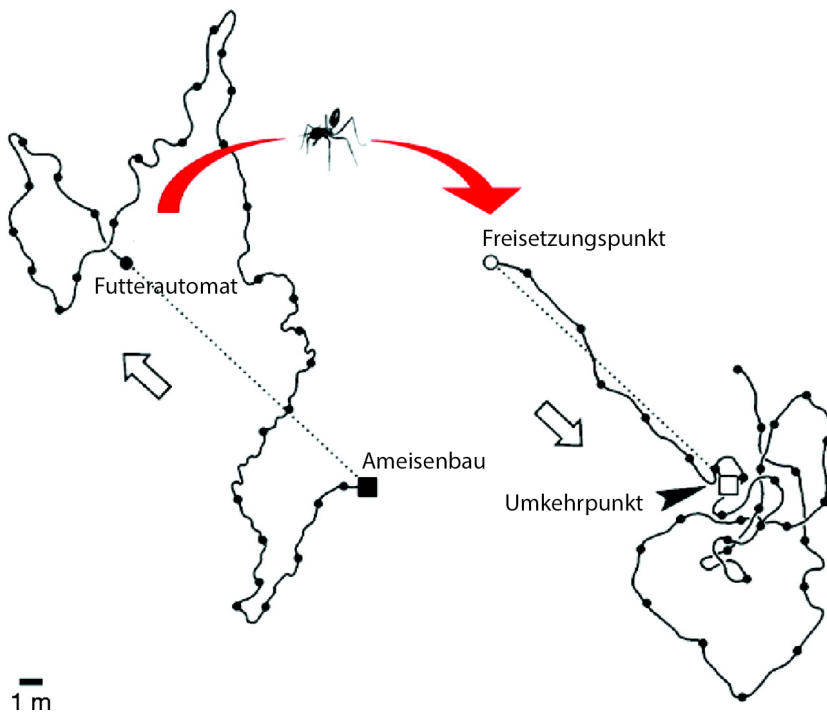 Freisetzungspunkt
Futterautomat
Ameisenbau
Umkehrpunkt
1 m